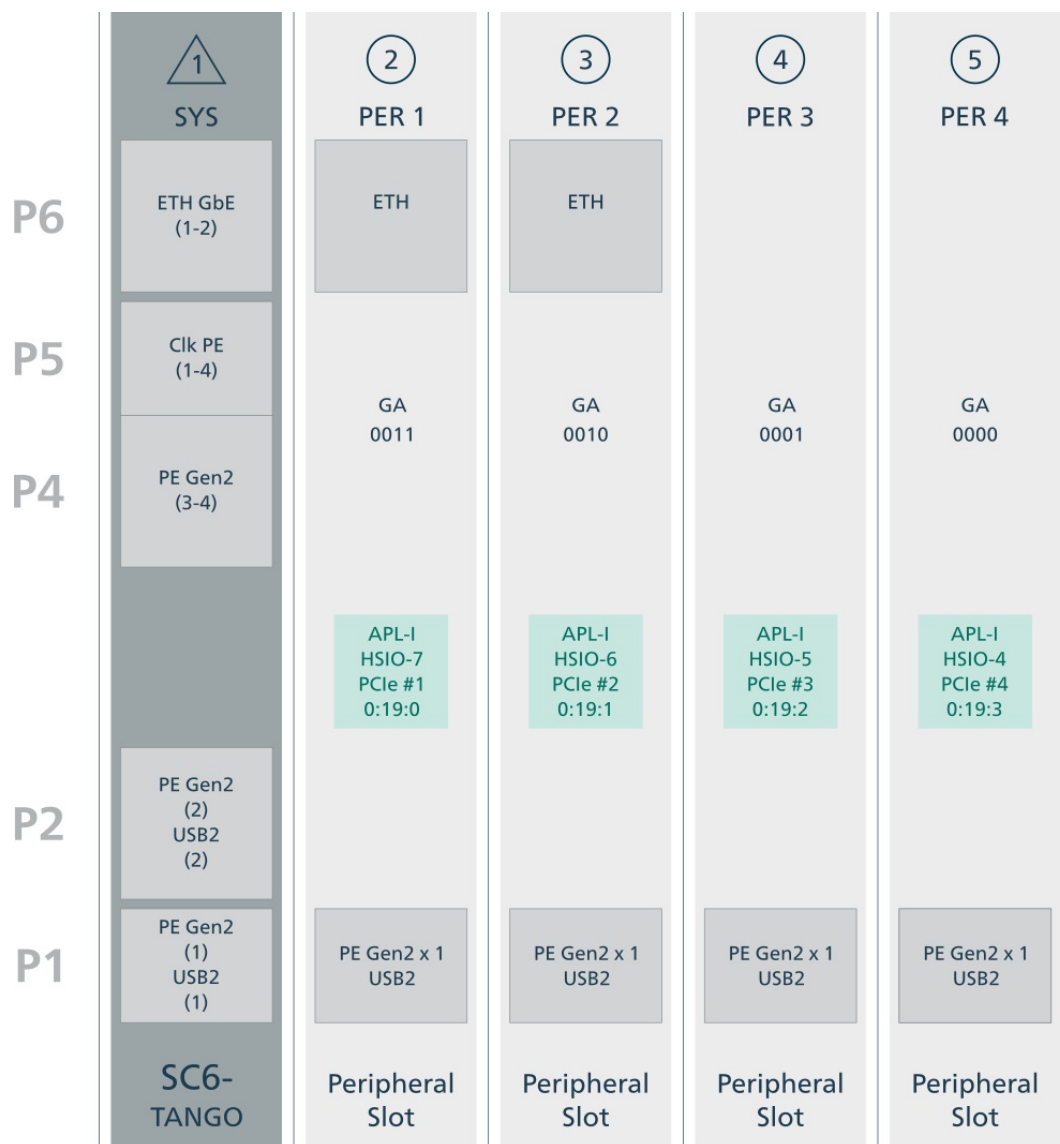 1
SYS
P6
ETH GbE
(1-2)
P5
Clk PE
(1-4)
P4
PE Gen2
(3-4)
P2
PE Gen2
(2)
USB2
(2)
P1
PE Gen2
(1)
USB2
(1)
SC6-
TANGO
2
PER 1
ETH
GA
0011
APL-I
HSIO-7
PCIe #1
0:19:0
PE Gen2 x 1
USB2
Peripheral
Slot
3
PER 2
ETH
GA
0010
APL-I
HSIO-6
PCIe #2
0:19:1
PE Gen2 x 1
USB2
Peripheral
Slot
4
PER 3
GA
0001
APL-I
HSIO-5
PCIe #3
0:19:2
PE Gen2 x 1
USB2
Peripheral
Slot
5
PER 4
GA
0000
APL-I
HSIO-4
PCIe #4
0:19:3
PE Gen2 x 1
USB2
Peripheral
Slot